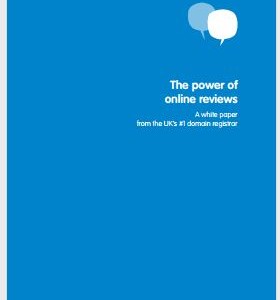 The power of
online reviews
A white paper
from the UK's #1 domain registrar